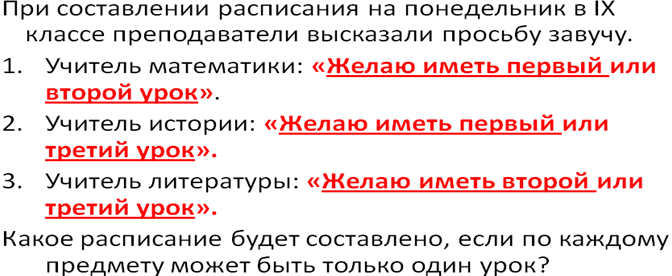 При составлении расписания на понедельник в IX
классе преподаватели высказали просьбу завучу.
1. Учитель математики: «Желаю иметь первый или
второй урок».
2. Учитель истории: «Желаю иметь первый или
третий урок».
3. Учитель литературы: «Желаю иметь второй или
третий урок».
Какое расписание будет составлено, если по каждому
предмету может быть только один урок?